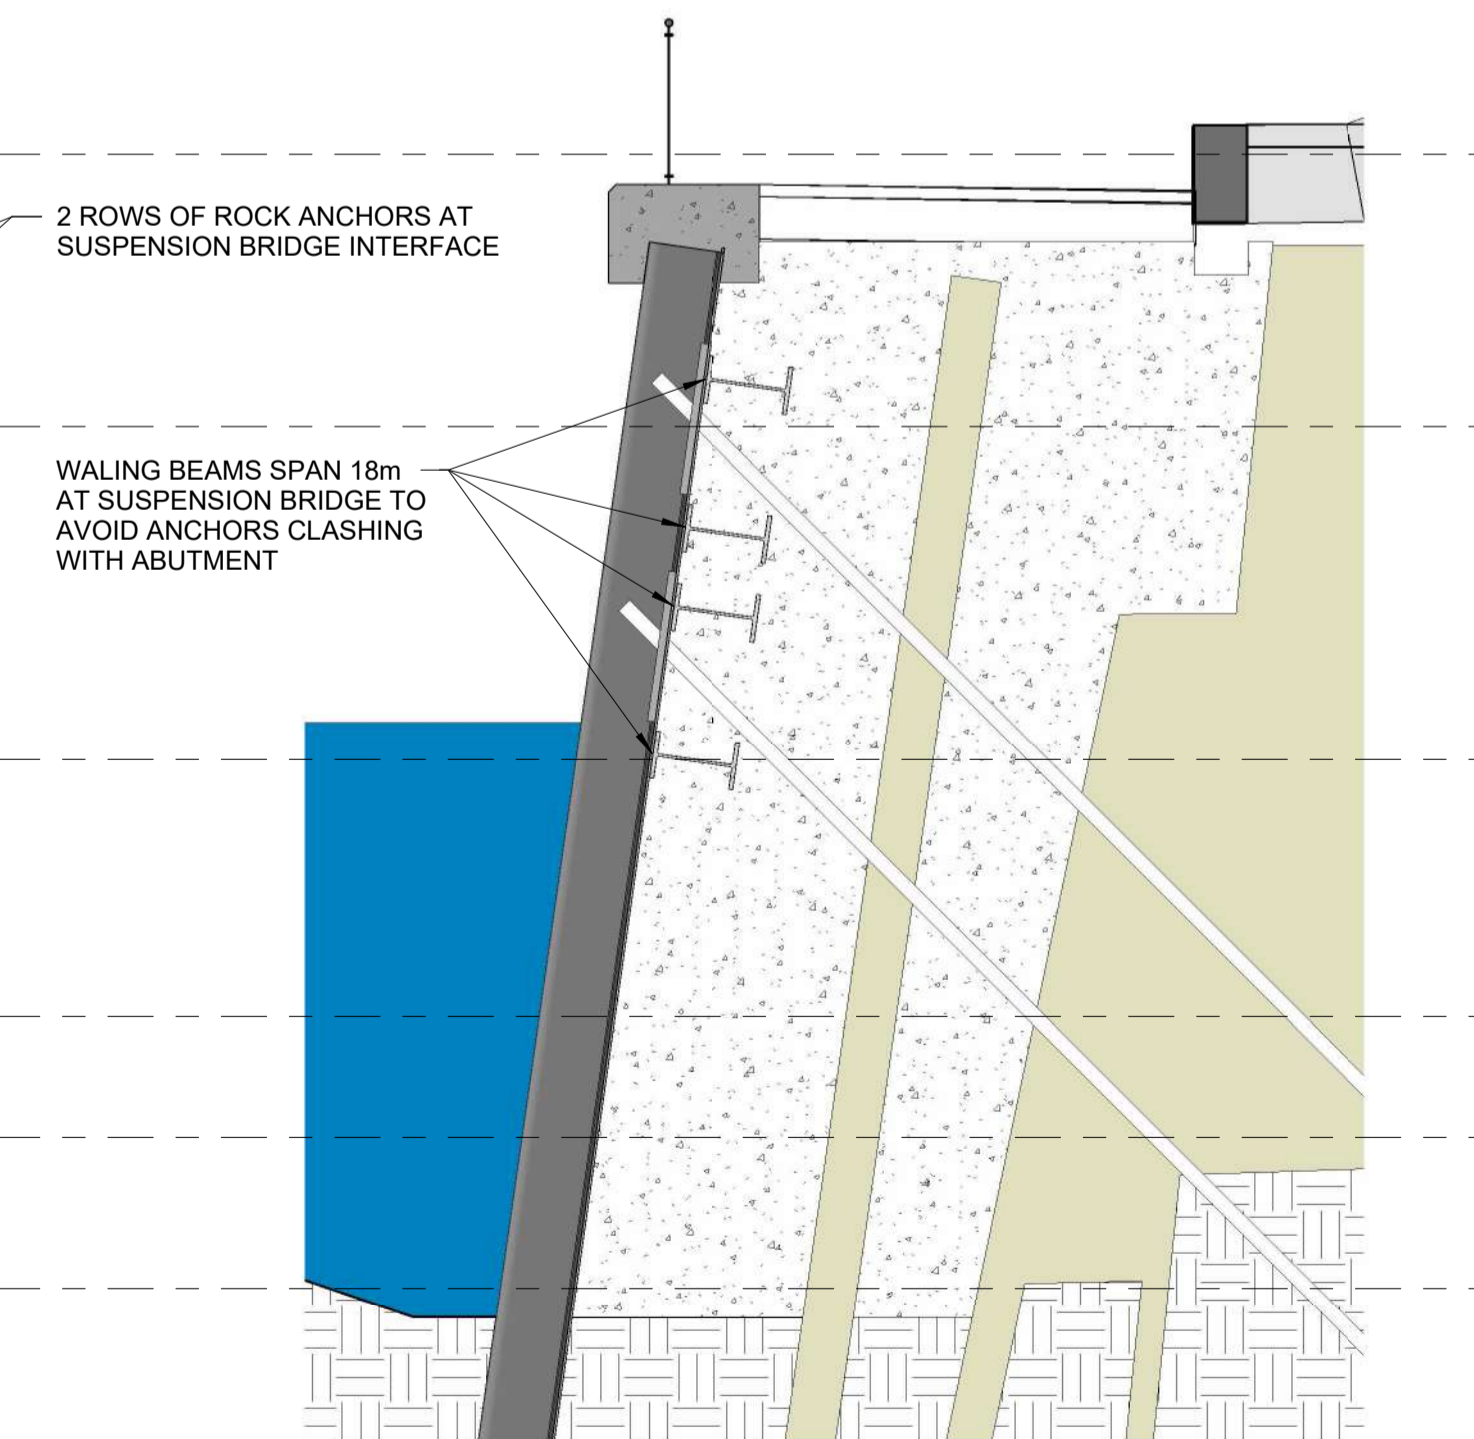 2 ROWS OF ROCK ANCHORS AT
SUSPENSION BRIDGE INTERFACE
WALING BEAMS SPAN 18m
AT SUSPENSION BRIDGE TO
AVOID ANCHORS CLASHING
WITH ABUTMENT